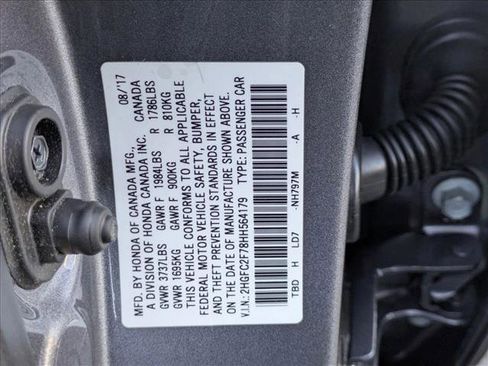 MFD. BY HONDA OF CANADA MFG., 08/'17
A DIVISION OF HONDA CANADA INC. CANADA
GVWR 3737LBS GAWR F 1984LBS R 1786LBS
GVWR 1695KG GAWR F 900KG R 810KG
THIS VEHICLE CONFORMS TO ALL APPLICABLE
FEDERAL MOTOR VEHICLE SAFETY, BUMPER,
AND THEFT PREVENTION STANDARDS IN EFFECT
ON THE DATE OF MANUFACTURE SHOWN ABOVE.
V.I.N.: 2HGFC2F78HH564179 TYPE: PASSENGER CAR
TBD H LD7 -NH797M -A -H